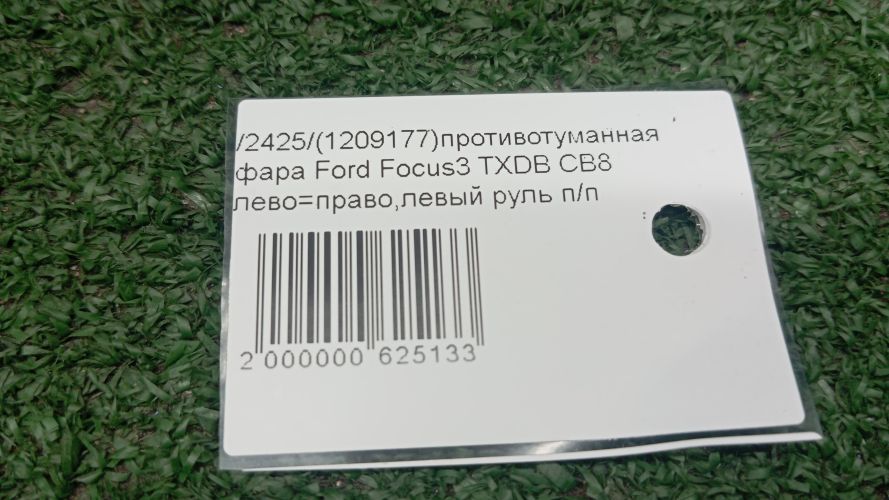 /2425/(1209177)противотуманная
фара Ford Focus3 TXDB CB8
лево=право,левый руль п/п
2 000000 625133